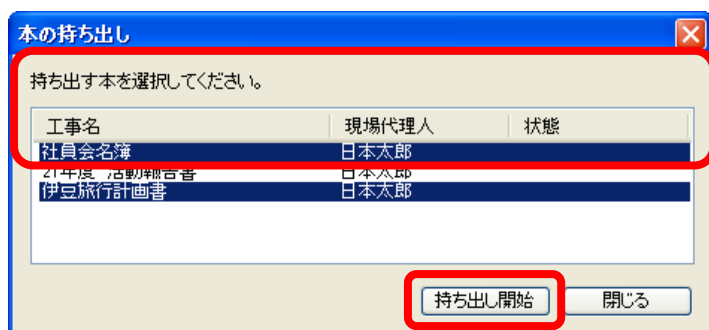 本の持ち出し
持ち出す本を選択してください。
工事名 現場代理人 状態
社員会名簿 日本太郎
21年度 活動報告書 日本太郎
伊豆旅行計画書 日本太郎
持ち出し開始 閉じる